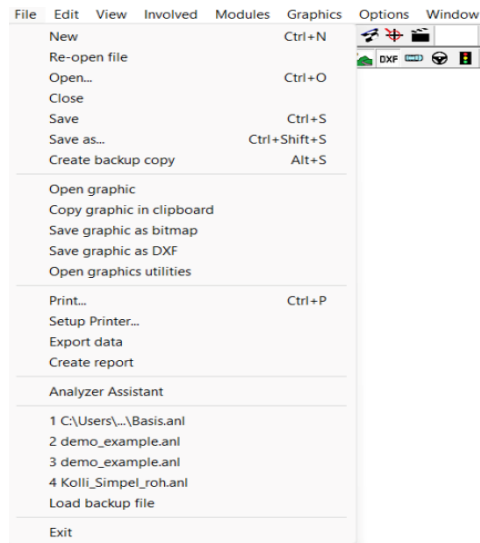 File Edit View Involved Modules Graphics Options Window
New Ctrl+N
Re-open file
Open... Ctrl+O
Close
Save Ctrl+S
Save as... Ctrl+Shift+S
Create backup copy Alt+S
Open graphic
Copy graphic in clipboard
Save graphic as bitmap
Save graphic as DXF
Open graphics utilities
Print... Ctrl+P
Setup Printer...
Export data
Create report
Analyzer Assistant
1 C:\Users\...\Basis.anl
2 demo_example.anl
3 demo_example.anl
4 Kolli_Simpel_roh.anl
Load backup file
Exit
DXF